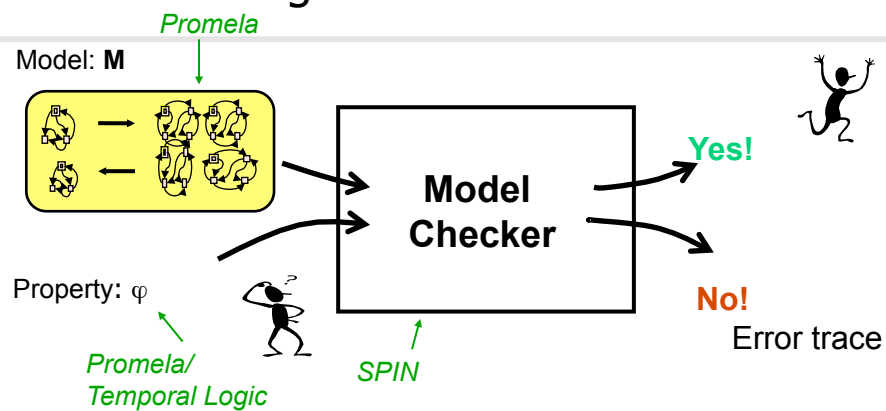 Promela
Model: M
Yes!
Model
Checker
?
Property: φ
No!
Error trace
Promela/
Temporal Logic
SPIN